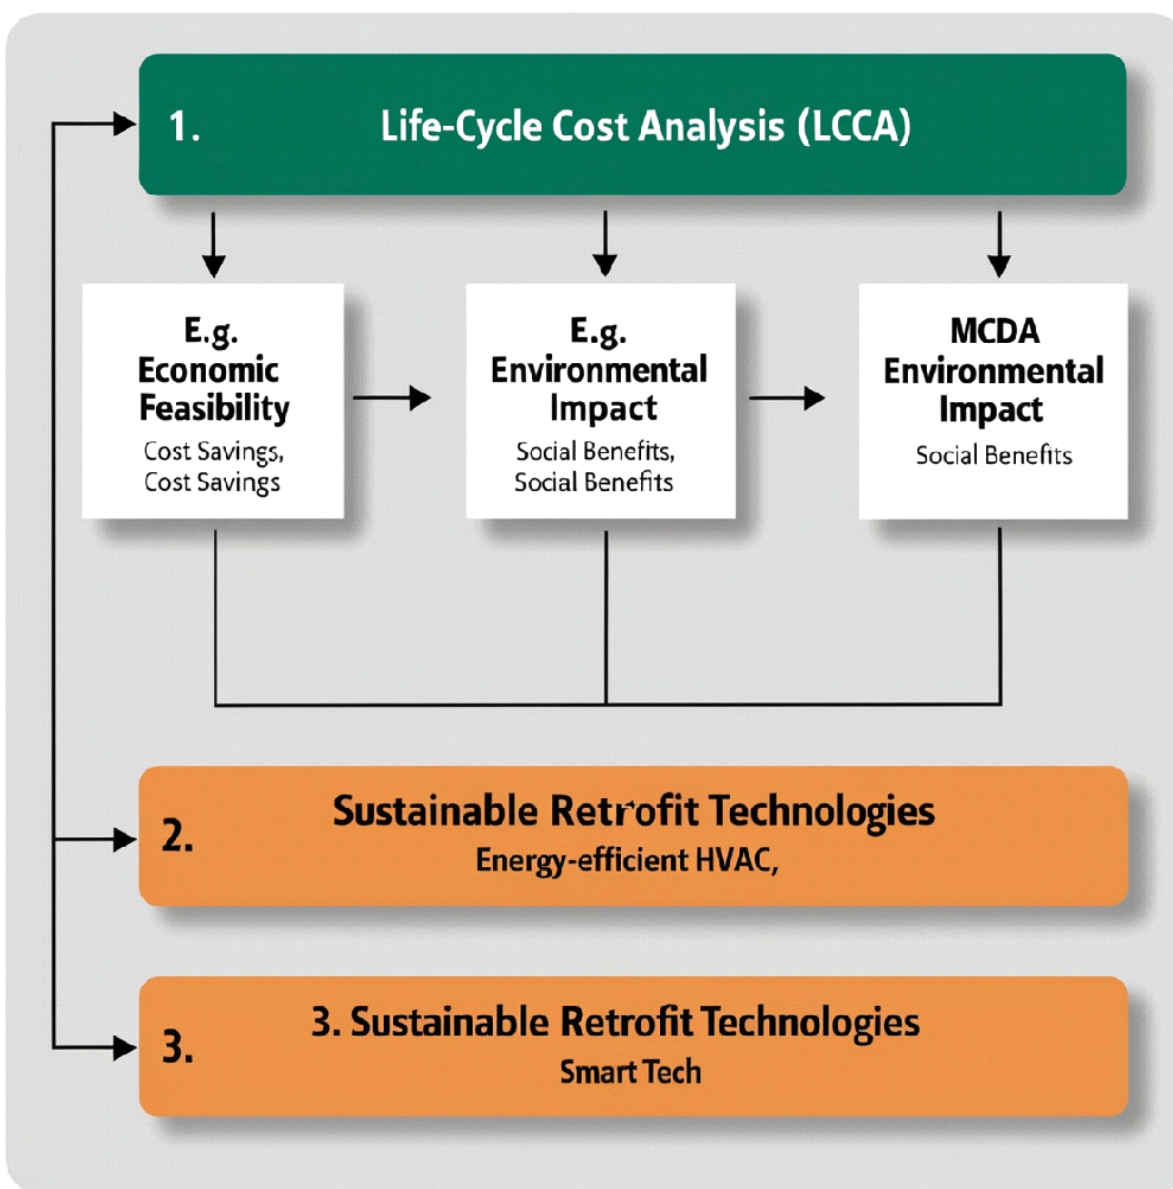 1. Life-Cycle Cost Analysis (LCCA)
E.g.
Economic
Feasibility
Cost Savings,
Cost Savings
E.g.
Environmental
Impact
Social Benefits,
Social Benefits
MCDA
Environmental
Impact
Social Benefits
2. Sustainable Retrofit Technologies
Energy-efficient HVAC,
3. 3. Sustainable Retrofit Technologies
Smart Tech